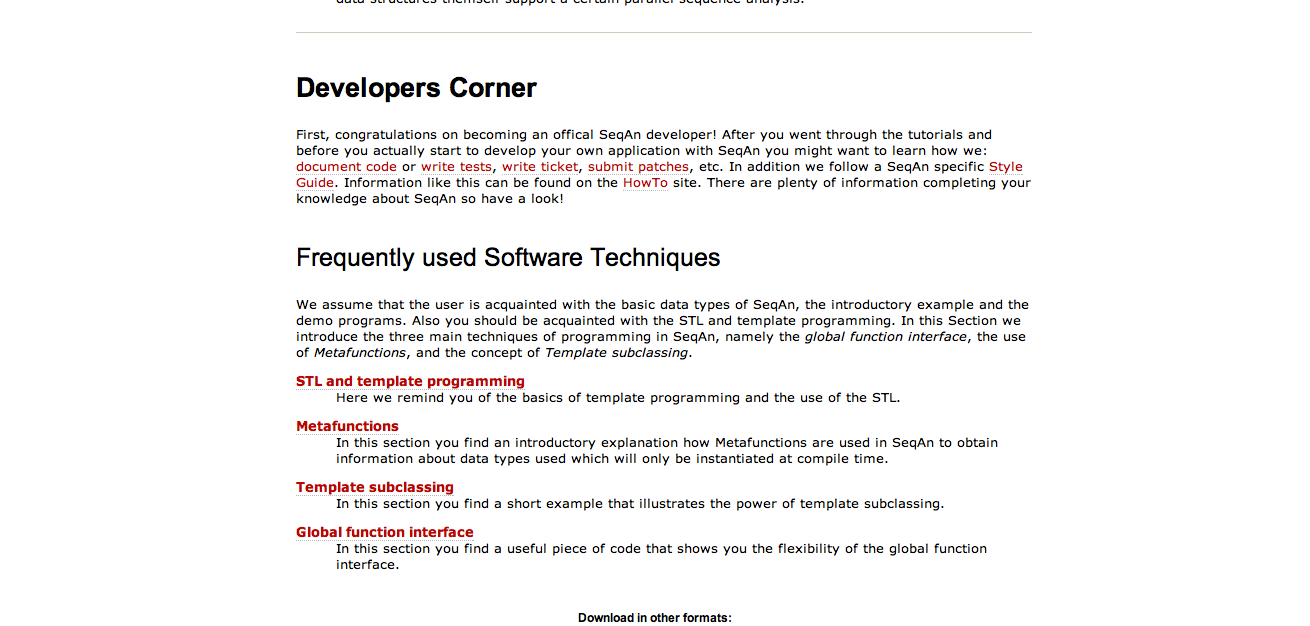 data structures themself support a certain parallel sequence analysis.
Developers Corner
First, congratulations on becoming an offical SeqAn developer! After you went through the tutorials and
before you actually start to develop your own application with SeqAn you might want to learn how we:
document code or write tests, write ticket, submit patches, etc. In addition we follow a SeqAn specific Style
Guide. Information like this can be found on the HowTo site. There are plenty of information completing your
knowledge about SeqAn so have a look!
Frequently used Software Techniques
We assume that the user is acquainted with the basic data types of SeqAn, the introductory example and the
demo programs. Also you should be acquainted with the STL and template programming. In this Section we
introduce the three main techniques of programming in SeqAn, namely the global function interface, the use
of Metafunctions, and the concept of Template subclassing.
STL and template programming
Here we remind you of the basics of template programming and the use of the STL.
Metafunctions
In this section you find an introductory explanation how Metafunctions are used in SeqAn to obtain
information about data types used which will only be instantiated at compile time.
Template subclassing
In this section you find a short example that illustrates the power of template subclassing.
Global function interface
In this section you find a useful piece of code that shows you the flexibility of the global function
interface.
Download in other formats: